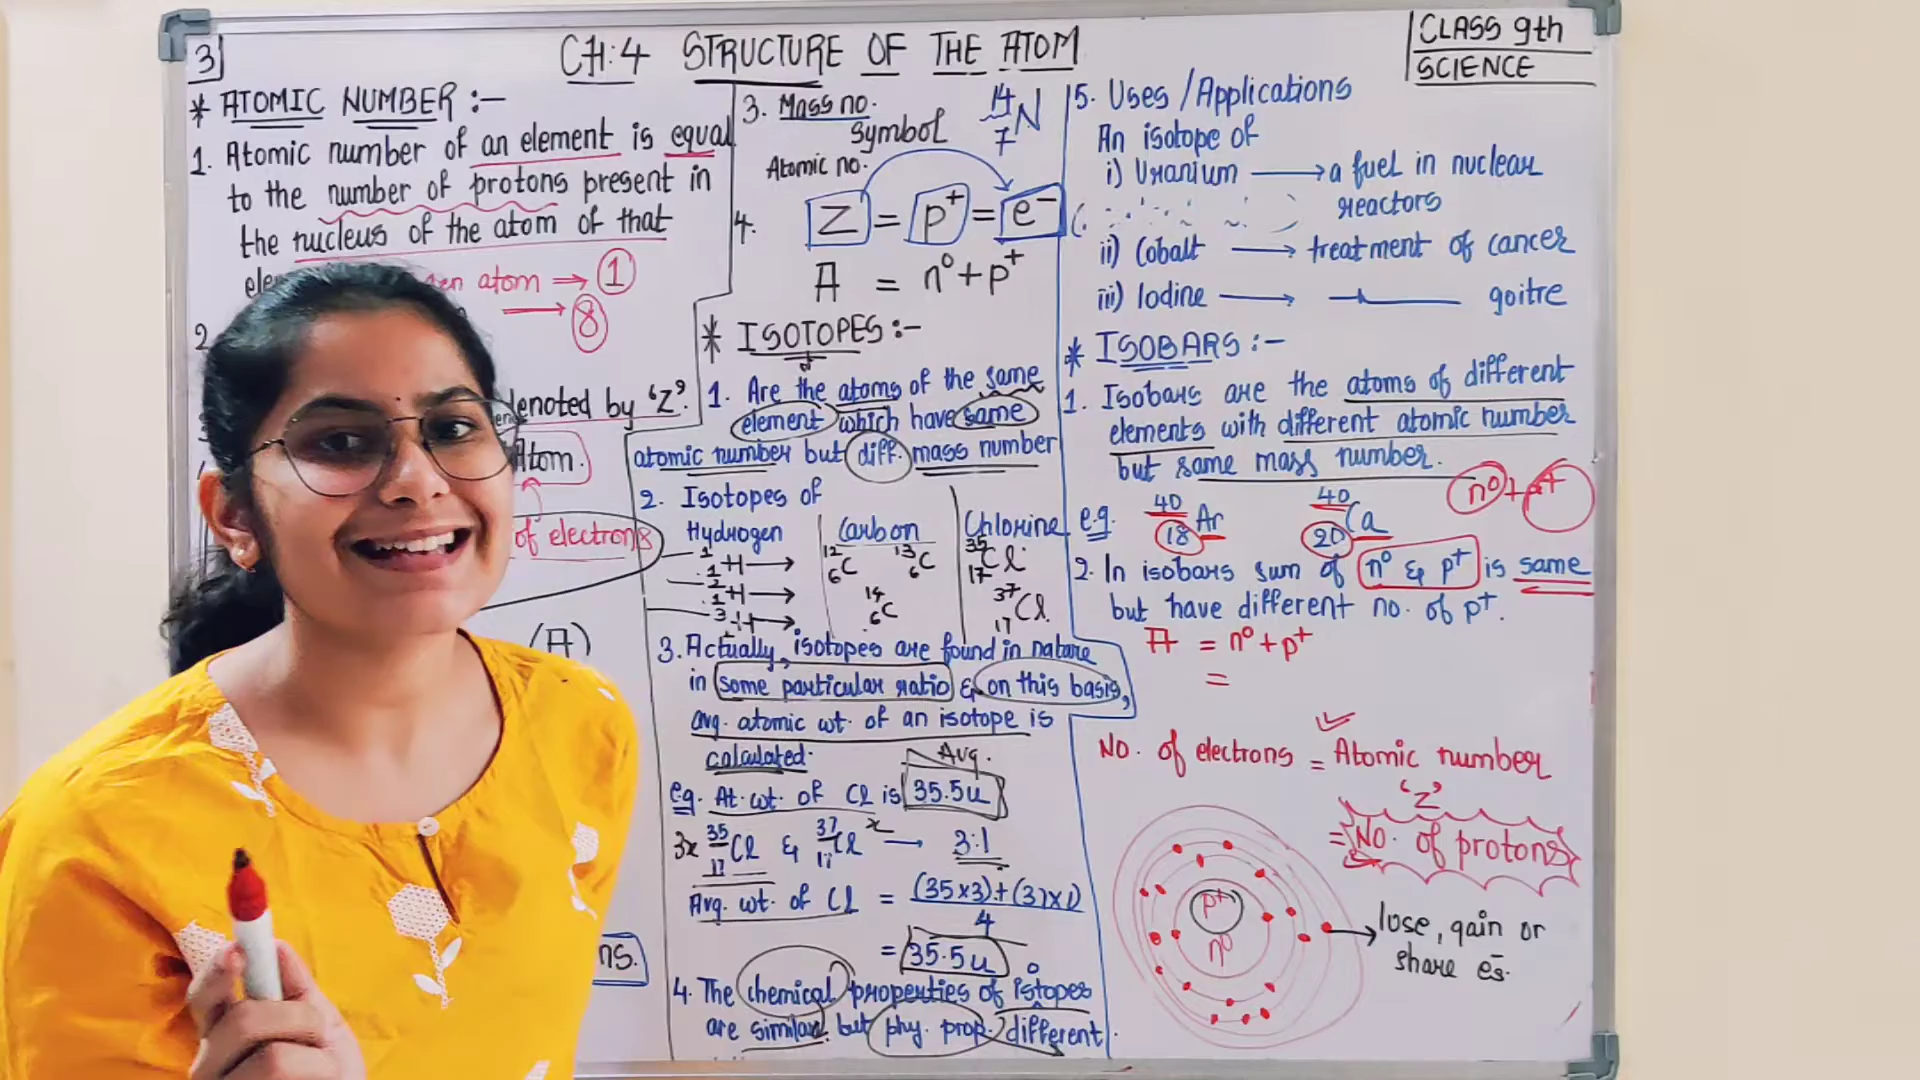 3
CH:4 STRUCTURE OF THE ATOM
CLASS 9th
SCIENCE
* ATOMIC NUMBER :-
1. Atomic number of an element is equal
to the number of protons present in
the nucleus of the atom of that
ele
en atom → 1
→ 8
2.
denoted by 'Z'.
Atom.
of electrons
(A)
ns.
3. Mass no.
symbol
Atomic no.
14
7 N
4. Z = p+ = e-
A = n0 + p+
* ISOTOPES :-
1. Are the atoms of the same
element which have same
atomic number but diff. mass number
2. Isotopes of
Hydrogen Carbon Chlorine
1 1 H → 12 6 C 13 6 C 35 17 Cl
2 1 H → 14 6 C 37 17 Cl
3 1 H →
3. Actually, isotopes are found in nature
in some particular ratio & on this basis,
avg. atomic wt. of an isotope is
calculated.
Avg.
eg. At. wt. of Cl is 35.5u
3x 35 17 Cl & 37 17 Cl x → 3:1
Avg. wt. of Cl = (35x3)+(37x1)
4
= 35.5u
4. The chemical properties of istopes
o
are similar but phy. prop. different.
5. Uses /Applications
An isotope of
i) Uranium → a fuel in nuclear
reactors
ii) Cobalt → treatment of cancer
iii) Iodine → goitre
* ISOBARS :-
1. Isobars are the atoms of different
elements with different atomic number
but same mass number.
n0 + p+
e.g. 40 18 Ar 40 20 Ca
2. In isobars sum of n0 & p+ is same
but have different no. of p+.
A = n0 + p+
=
No. of electrons = Atomic number
'Z'
= No. of protons
p+
n0
→ lose, gain or
share e-s.